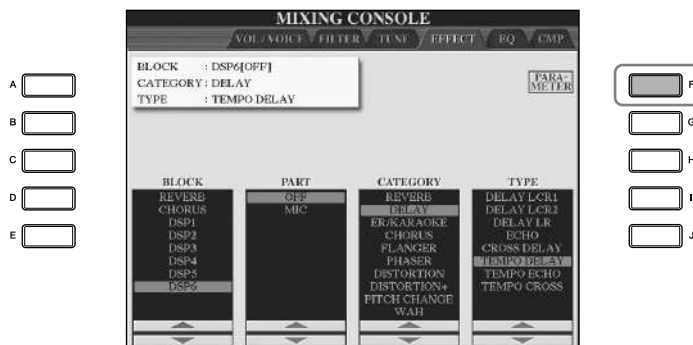 MIXING CONSOLE
VOL/VOICE FILTER TUNE EFFECT EQ CMP
BLOCK : DSP6[OFF]
CATEGORY : DELAY
TYPE : TEMPO DELAY
PARA-
METER
A
B
C
D
E
F
G
H
I
J
BLOCK
REVERB
CHORUS
DSP1
DSP2
DSP3
DSP4
DSP5
DSP6
PART
OFF
MIC
CATEGORY
REVERB
DELAY
ER/KARAOKE
CHORUS
FLANGER
PHASER
DISTORTION
DISTORTION+
PITCH CHANGE
WAH
TYPE
DELAY LCR1
DELAY LCR2
DELAY LR
ECHO
CROSS DELAY
TEMPO DELAY
TEMPO ECHO
TEMPO CROSS